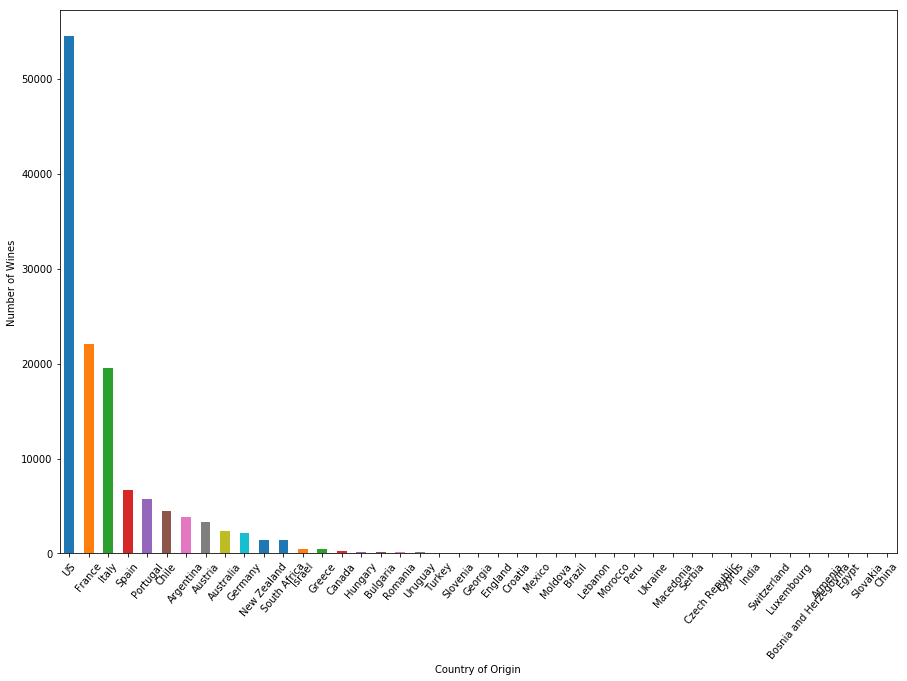 Number of Wines
50000
40000
30000
20000
10000
0
US
France
Italy
Spain
Portugal
Chile
Argentina
Austria
Australia
Germany
New Zealand
South Africa
Israel
Greece
Canada
Hungary
Bulgaria
Romania
Uruguay
Turkey
Slovenia
Georgia
England
Croatia
Mexico
Moldova
Brazil
Lebanon
Morocco
Peru
Ukraine
Macedonia
Serbia
Czech Republic
Cyprus
India
Switzerland
Luxembourg
Bosnia and Herzegovina
Armenia
Egypt
Slovakia
China
Country of Origin